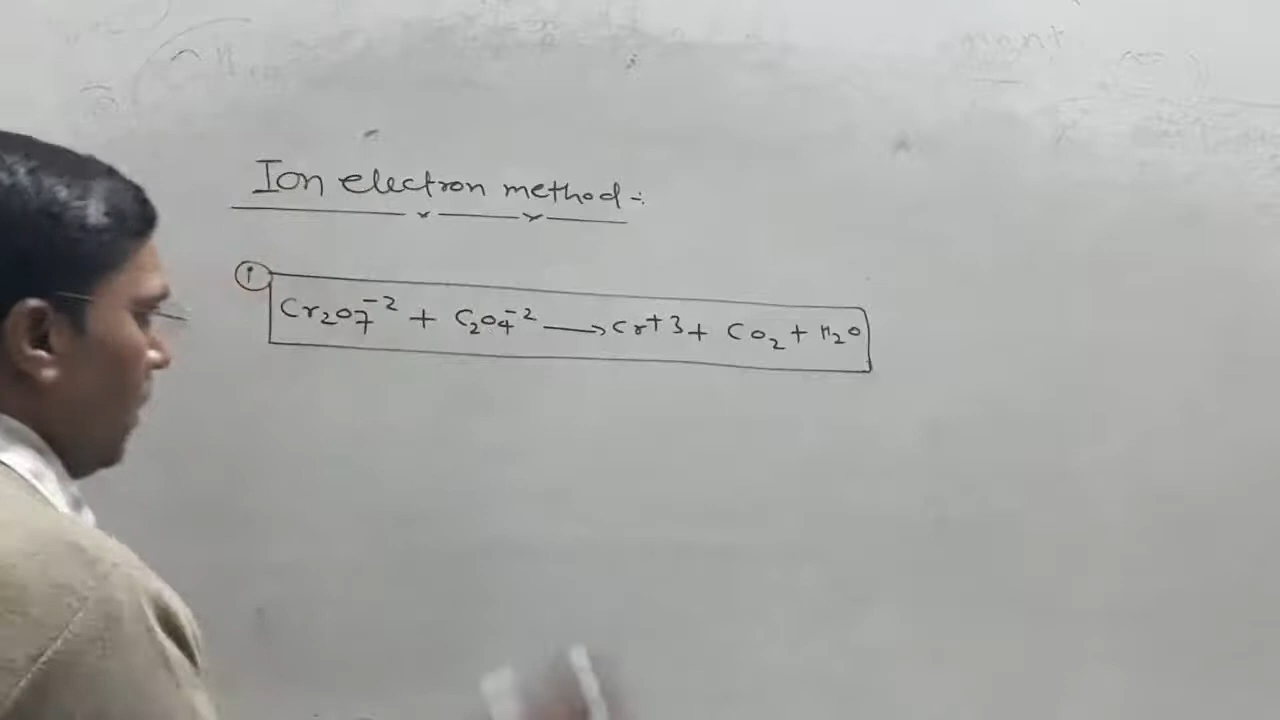 Ion electron method :-
① Cr₂O₇⁻² + C₂O₄⁻² ⟶ Cr⁺³ + CO₂ + H₂O